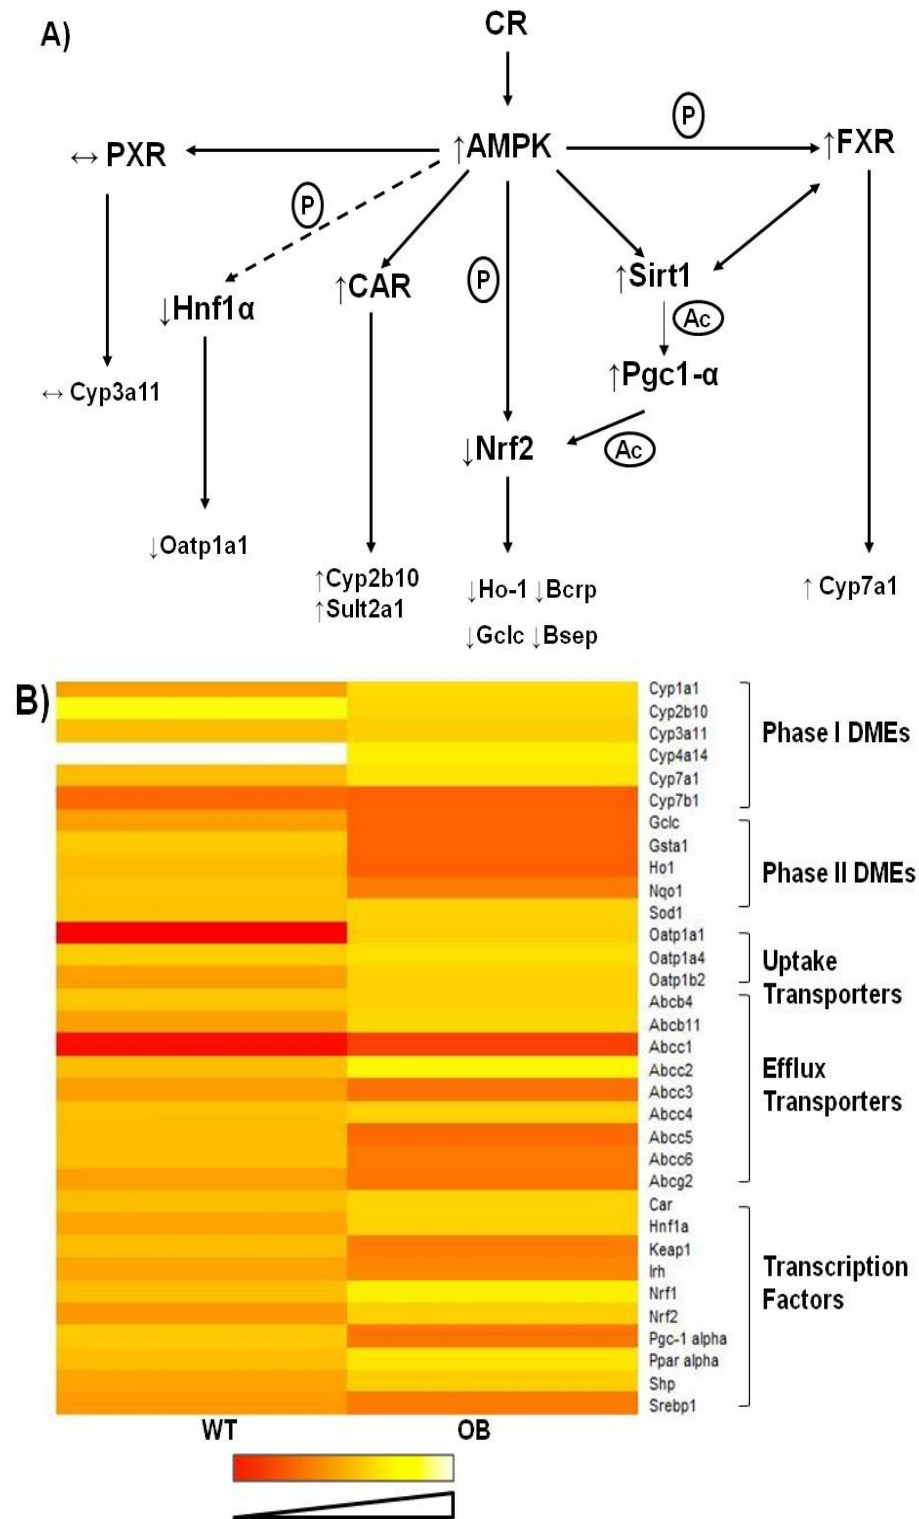 A)
CR
↔ PXR
↑AMPK
P
↑FXR
P
↓Hnf1α
↑CAR
P
↑Sirt1
Ac
↑Pgc1-α
↔ Cyp3a11
↓Nrf2
Ac
↓Oatp1a1
↑Cyp2b10
↑Sult2a1
↓Ho-1 ↓Bcrp
↓Gclc ↓Bsep
↑ Cyp7a1
B)
Cyp1a1
Cyp2b10
Cyp3a11
Cyp4a14
Cyp7a1
Cyp7b1
Phase I DMEs
Gclc
Gsta1
Ho1
Nqo1
Sod1
Phase II DMEs
Oatp1a1
Oatp1a4
Oatp1b2
Uptake
Transporters
Abcb4
Abcb11
Abcc1
Abcc2
Abcc3
Abcc4
Abcc5
Abcc6
Abcg2
Efflux
Transporters
Car
Hnf1a
Keap1
lrh
Nrf1
Nrf2
Pgc-1 alpha
Ppar alpha
Shp
Srebp1
Transcription
Factors
WT
OB